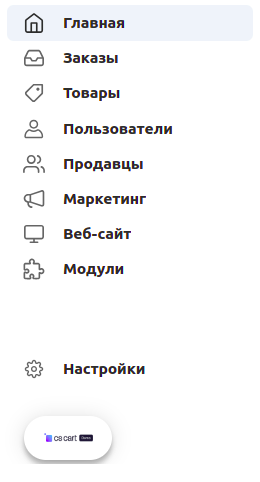 Главная
Заказы
Товары
Пользователи
Продавцы
Маркетинг
Веб-сайт
Модули
Настройки
cs cart